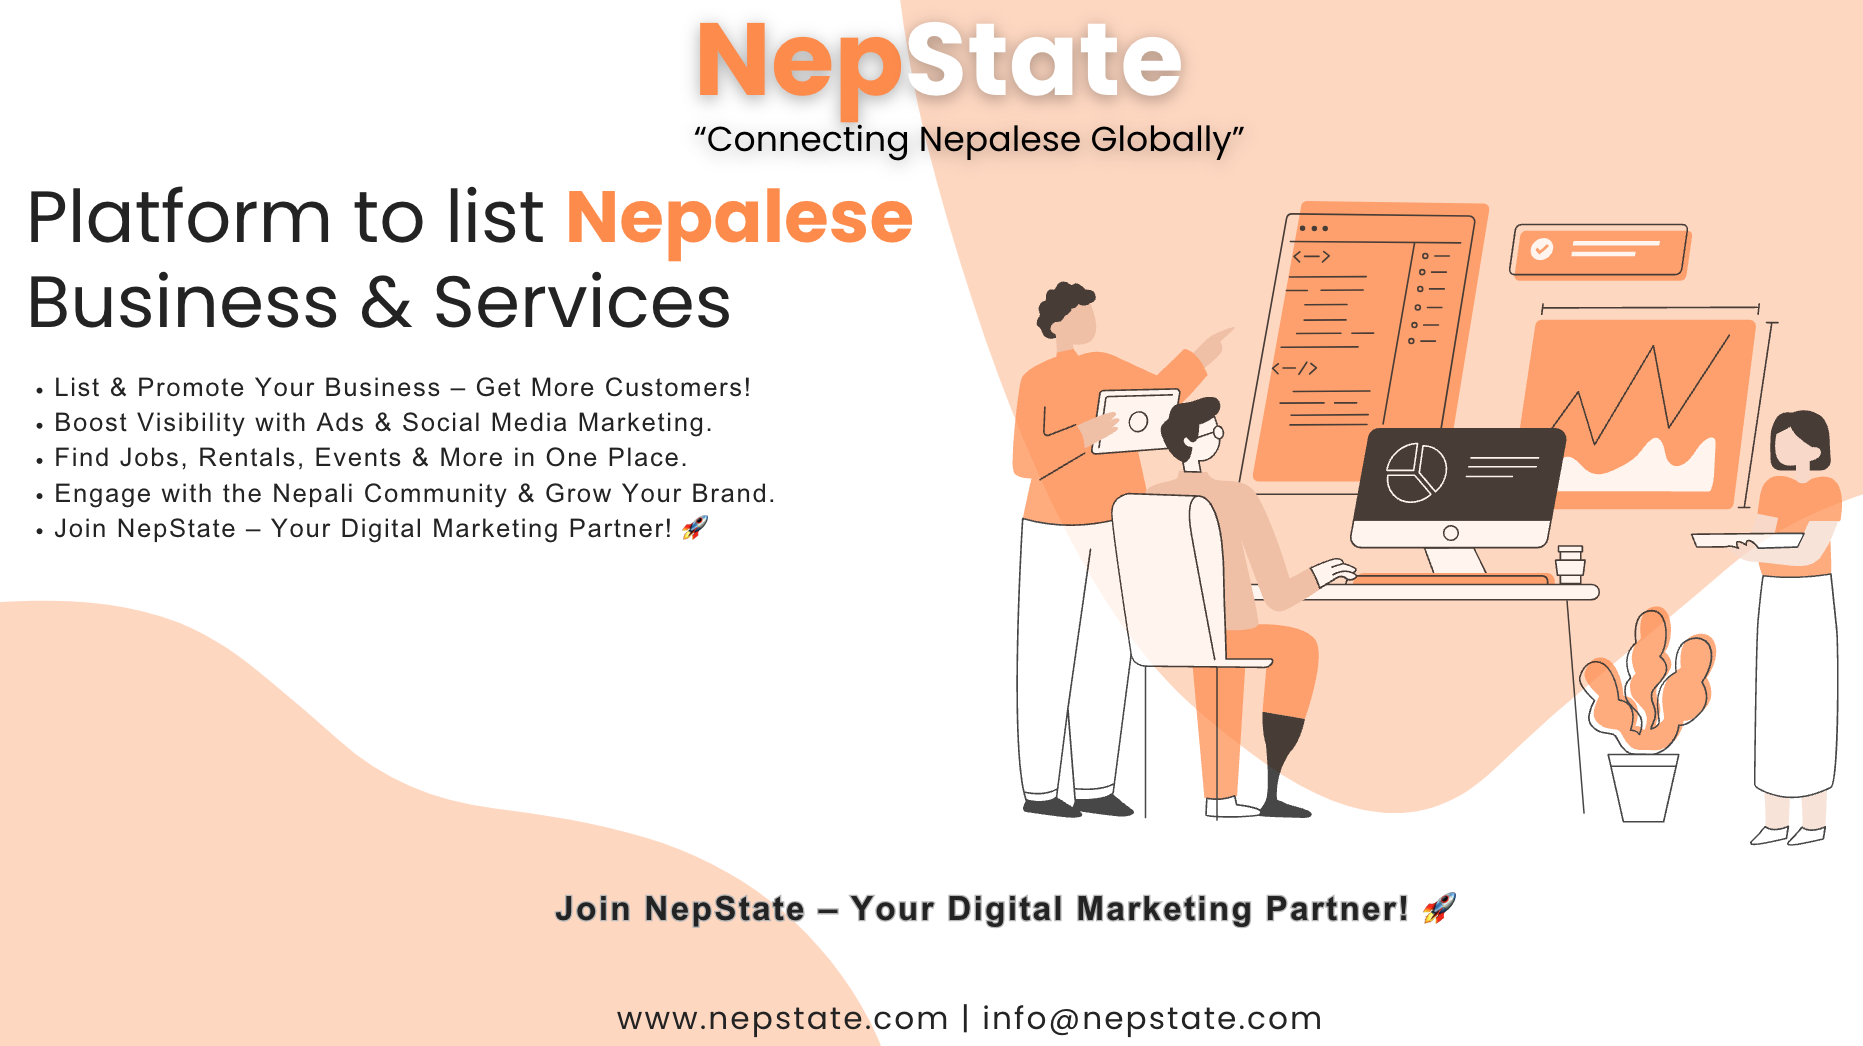 NepState
“Connecting Nepalese Globally”
Platform to list Nepalese
Business & Services
• List & Promote Your Business – Get More Customers!
• Boost Visibility with Ads & Social Media Marketing.
• Find Jobs, Rentals, Events & More in One Place.
• Engage with the Nepali Community & Grow Your Brand.
• Join NepState – Your Digital Marketing Partner! 🚀
<->
<-/>
Join NepState – Your Digital Marketing Partner! 🚀
www.nepstate.com | info@nepstate.com